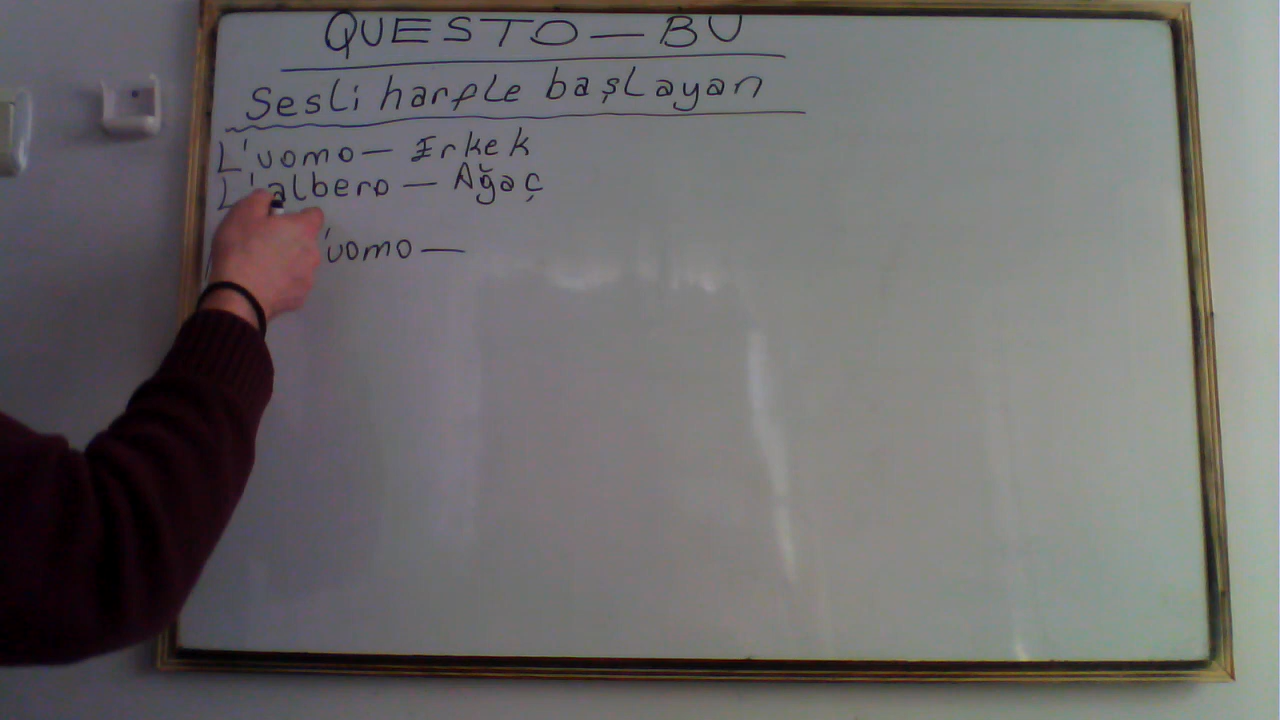 QUESTO — BU
Sesli harfle başlayan
L'uomo — Erkek
L'albero — Ağaç
'uomo —